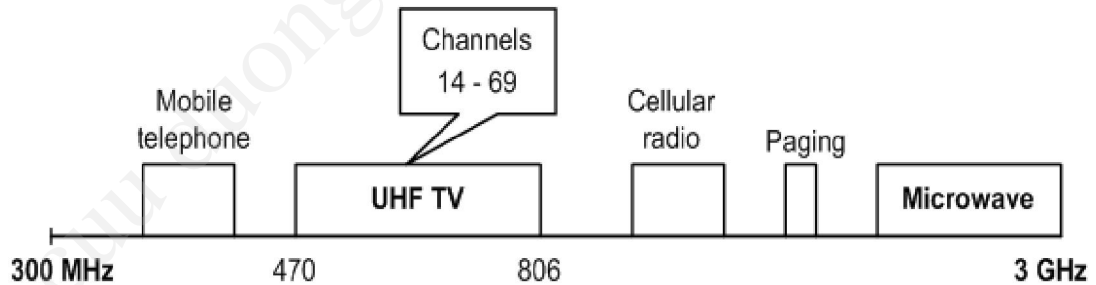 Channels
14 - 69
Mobile
telephone
Cellular
radio
Paging
UHF TV
Microwave
300 MHz
470
806
3 GHz